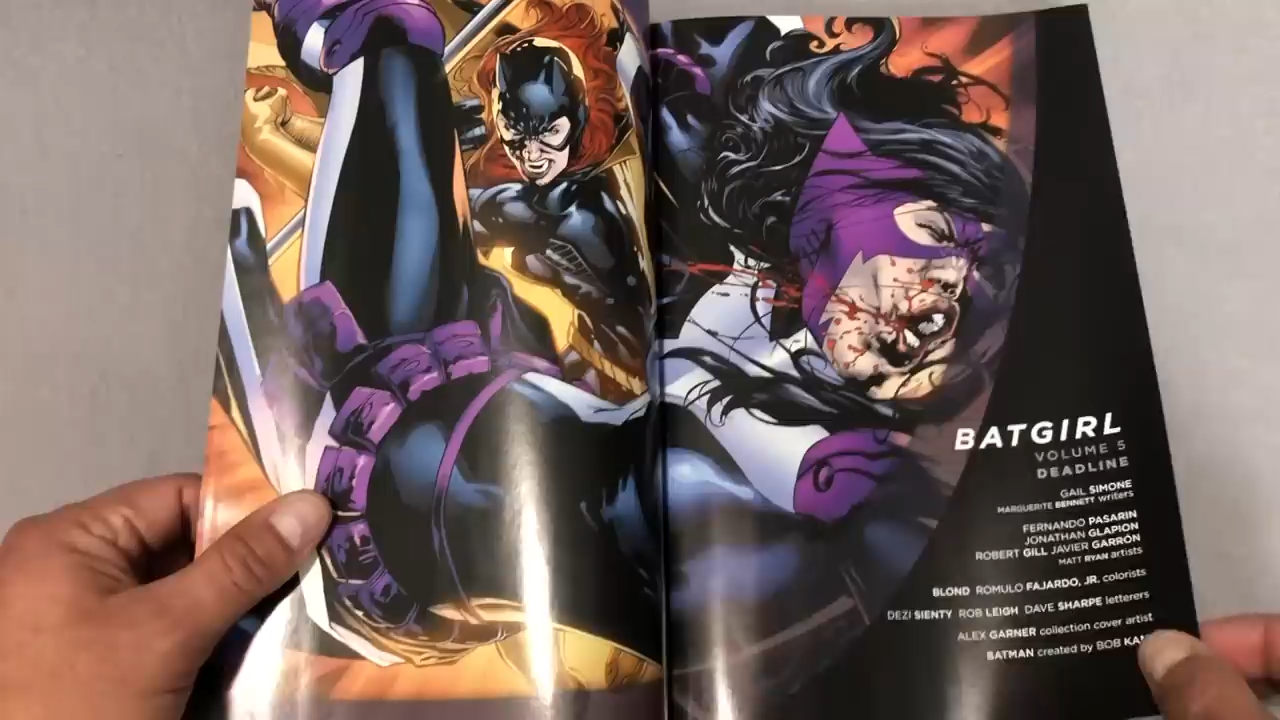 BATGIRL
VOLUME 5
DEADLINE
GAIL SIMONE
MARGUERITE BENNETT writers
FERNANDO PASARIN
JONATHAN GLAPION
ROBERT GILL JAVIER GARRÓN
MATT RYAN artists
BLOND ROMULO FAJARDO, JR. colorists
DEZI SIENTY ROB LEIGH DAVE SHARPE letterers
ALEX GARNER collection cover artist
BATMAN created by BOB